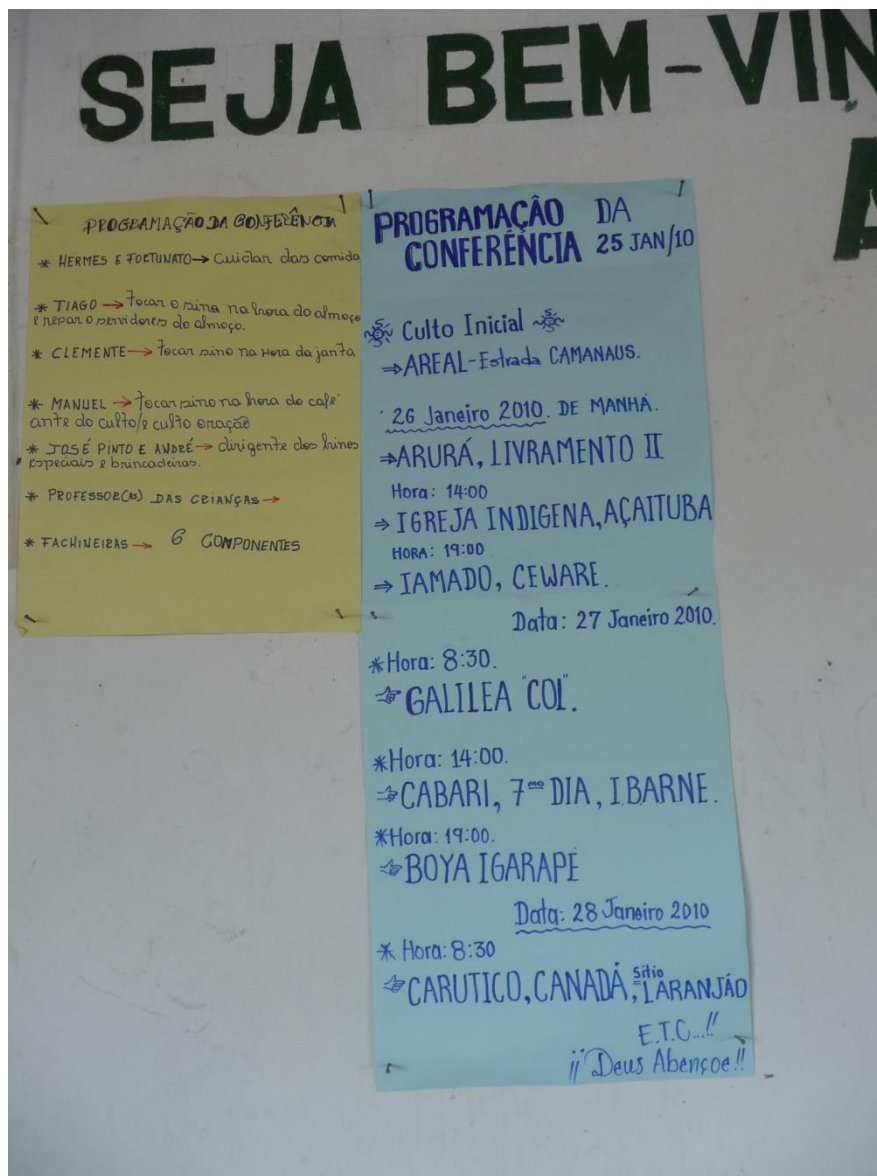 SEJA BEM-VIN
A
PROGRAMAÇÃO DA CONFERÊNCIA
* HERMES E FORTUNATO → Cuidar das comida
* TIAGO → Tocar o sino na hora do almoço
e repar o servidores do almoço.
* CLEMENTE → Tocar sino na Hora da janta
* MANUEL → Tocar sino na hora do café
ante do culto/e culto oração
* JOSÉ PINTO E ANDRÉ → dirigente dos hinos
especiais e brincadeiras.
* PROFESSOR(AS) DAS CRIANÇAS →
* FACHINEIRAS → 6 COMPONENTES
PROGRAMAÇÃO DA
CONFERÊNCIA 25 JAN/10
Culto Inicial
⇒ AREAL-Estrada CAMANAUS.
26 Janeiro 2010. DE MANHÃ.
⇒ ARURÁ, LIVRAMENTO II
Hora: 14:00
⇒ IGREJA INDIGENA, AÇAITUBA
HORA: 19:00
⇒ IAMADO, CEWARE.
Data: 27 Janeiro 2010.
*Hora: 8:30.
☞ GALILEA "COL".
*Hora: 14:00.
☞ CABARI, 7mo DIA, I.BARNE.
*Hora: 19:00.
☞ BOYA IGARAPÉ
Data: 28 Janeiro 2010
* Hora: 8:30
☞ CARUTICO, CANADÁ, sitio LARANJÁO
E.T.C...!!
¡¡ Deus Abençoe!!